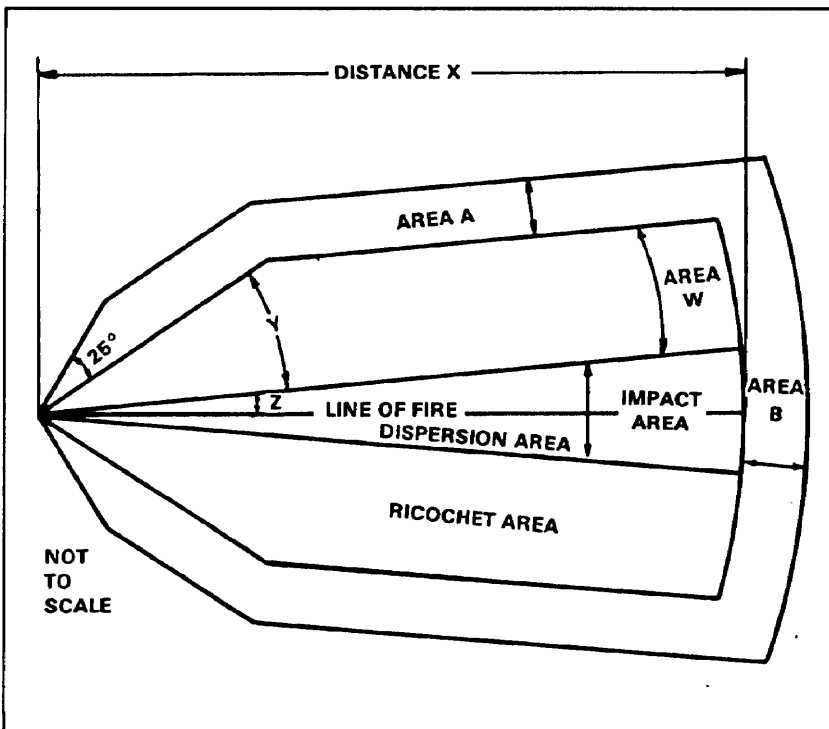 DISTANCE X
AREA A
AREA
W
25°
Y
Z
LINE OF FIRE
IMPACT
AREA
AREA
B
DISPERSION AREA
RICOCHET AREA
NOT
TO
SCALE